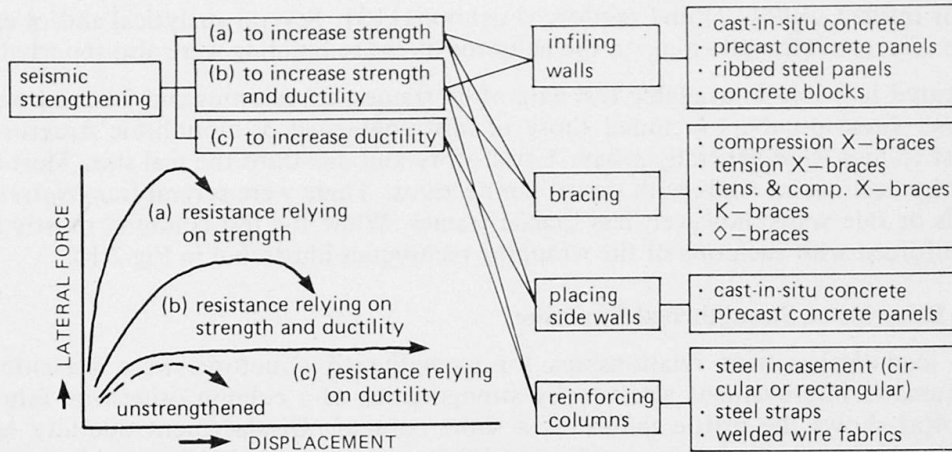 seismic
strengthening
(a) to increase strength
(b) to increase strength
and ductility
(c) to increase ductility
infiling
walls
· cast-in-situ concrete
· precast concrete panels
· ribbed steel panels
· concrete blocks
bracing
· compression X–braces
· tension X–braces
· tens. & comp. X–braces
· K–braces
· ◇–braces
placing
side walls
· cast-in-situ concrete
· precast concrete panels
reinforcing
columns
· steel incasement (cir-
cular or rectangular)
· steel straps
· welded wire fabrics
LATERAL FORCE
(a) resistance relying
on strength
(b) resistance relying on
strength and ductility
(c) resistance relying
on ductility
unstrengthened
DISPLACEMENT